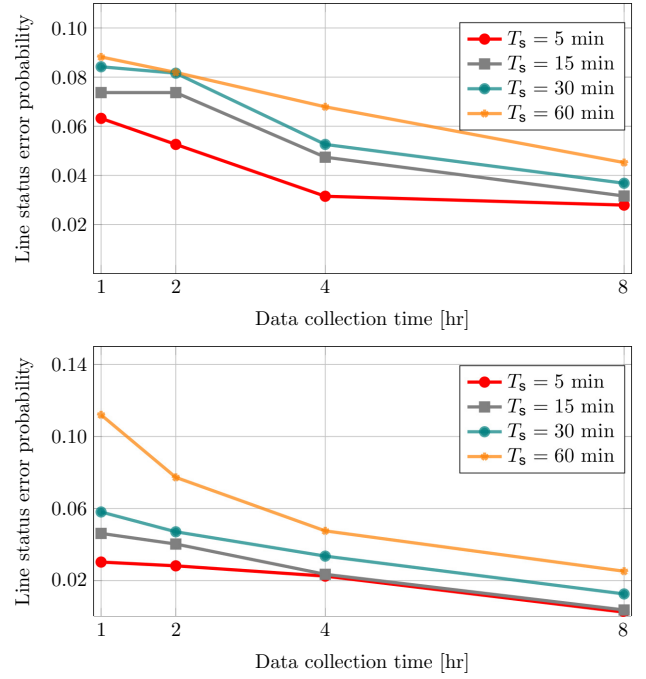 Line status error probability
0.10
0.08
0.06
0.04
0.02
T_s = 5 min
T_s = 15 min
T_s = 30 min
T_s = 60 min
1 2 4 8
Data collection time [hr]
Line status error probability
0.14
0.10
0.06
0.02
T_s = 5 min
T_s = 15 min
T_s = 30 min
T_s = 60 min
1 2 4 8
Data collection time [hr]